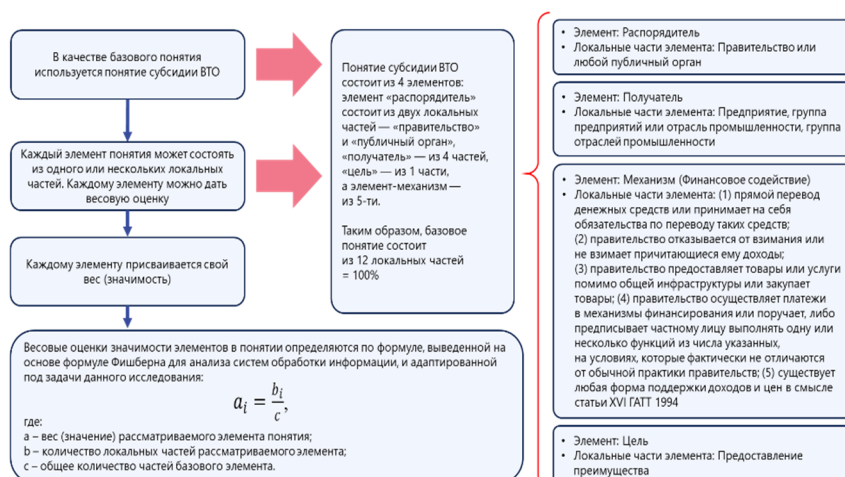 В качестве базового понятия
используется понятие субсидии ВТО
Каждый элемент понятия может состоять
из одного или нескольких локальных
частей. Каждому элементу можно дать
весовую оценку
Каждому элементу присваивается свой
вес (значимость)
Весовые оценки значимости элементов в понятии определяются по формуле, выведенной на
основе формуле Фишберна для анализа систем обработки информации, и адаптированной
под задачи данного исследования:
aᵢ = bᵢ/c,
где:
a – вес (значение) рассматриваемого элемента понятия;
b – количество локальных частей рассматриваемого элемента;
c – общее количество частей базового элемента.
Понятие субсидии ВТО
состоит из 4 элементов:
элемент «распорядитель»
состоит из двух локальных
частей — «правительство»
и «публичный орган»,
«получатель» — из 4 частей,
«цель» — из 1 части,
а элемент-механизм —
из 5-ти.
Таким образом, базовое
понятие состоит
из 12 локальных частей
= 100%
• Элемент: Распорядитель
• Локальные части элемента: Правительство или
любой публичный орган
• Элемент: Получатель
• Локальные части элемента: Предприятие, группа
предприятий или отрасль промышленности, группа
отраслей промышленности
• Элемент: Механизм (Финансовое содействие)
• Локальные части элемента: (1) прямой перевод
денежных средств или принимает на себя
обязательства по переводу таких средств;
(2) правительство отказывается от взимания или
не взимает причитающиеся ему доходы;
(3) правительство предоставляет товары или услуги
помимо общей инфраструктуры или закупает
товары; (4) правительство осуществляет платежи
в механизмы финансирования или поручает, либо
предписывает частному лицу выполнять одну или
несколько функций из числа указанных,
на условиях, которые фактически не отличаются
от обычной практики правительств; (5) существует
любая форма поддержки доходов и цен в смысле
статьи XVI ГАТТ 1994
• Элемент: Цель
• Локальные части элемента: Предоставление
преимущества